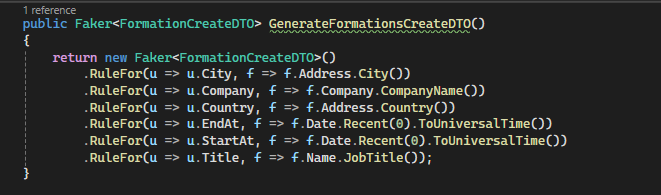 1 reference
public Faker<FormationCreateDTO> GenerateFormationsCreateDTO()
{
    return new Faker<FormationCreateDTO>()
        .RuleFor(u => u.City, f => f.Address.City())
        .RuleFor(u => u.Company, f => f.Company.CompanyName())
        .RuleFor(u => u.Country, f => f.Address.Country())
        .RuleFor(u => u.EndAt, f => f.Date.Recent(0).ToUniversalTime())
        .RuleFor(u => u.StartAt, f => f.Date.Recent(0).ToUniversalTime())
        .RuleFor(u => u.Title, f => f.Name.JobTitle());
}